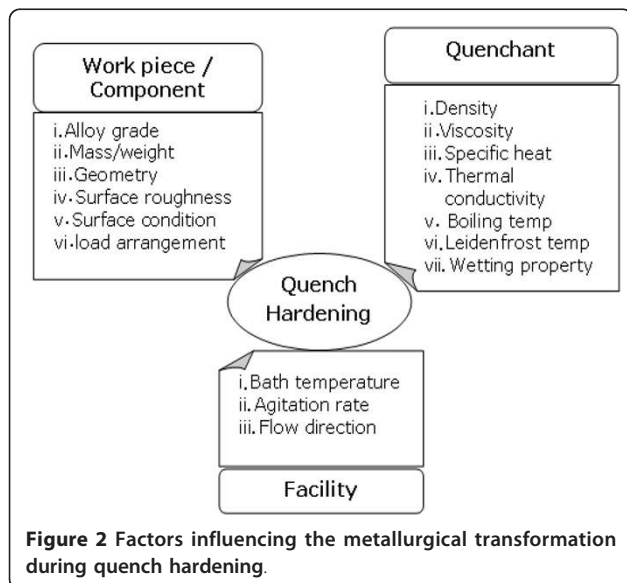 Work piece /
Component
i.Alloy grade
ii.Mass/weight
iii.Geometry
iv.Surface roughness
v.Surface condition
vi.load arrangement
Quenchant
i.Density
ii.Viscosity
iii. Specific heat
iv. Thermal
conductivity
v. Boiling temp
vi. Leidenfrost temp
vii. Wetting property
Quench
Hardening
i.Bath temperature
ii. Agitation rate
iii. Flow direction
Facility
Figure 2 Factors influencing the metallurgical transformation
during quench hardening.